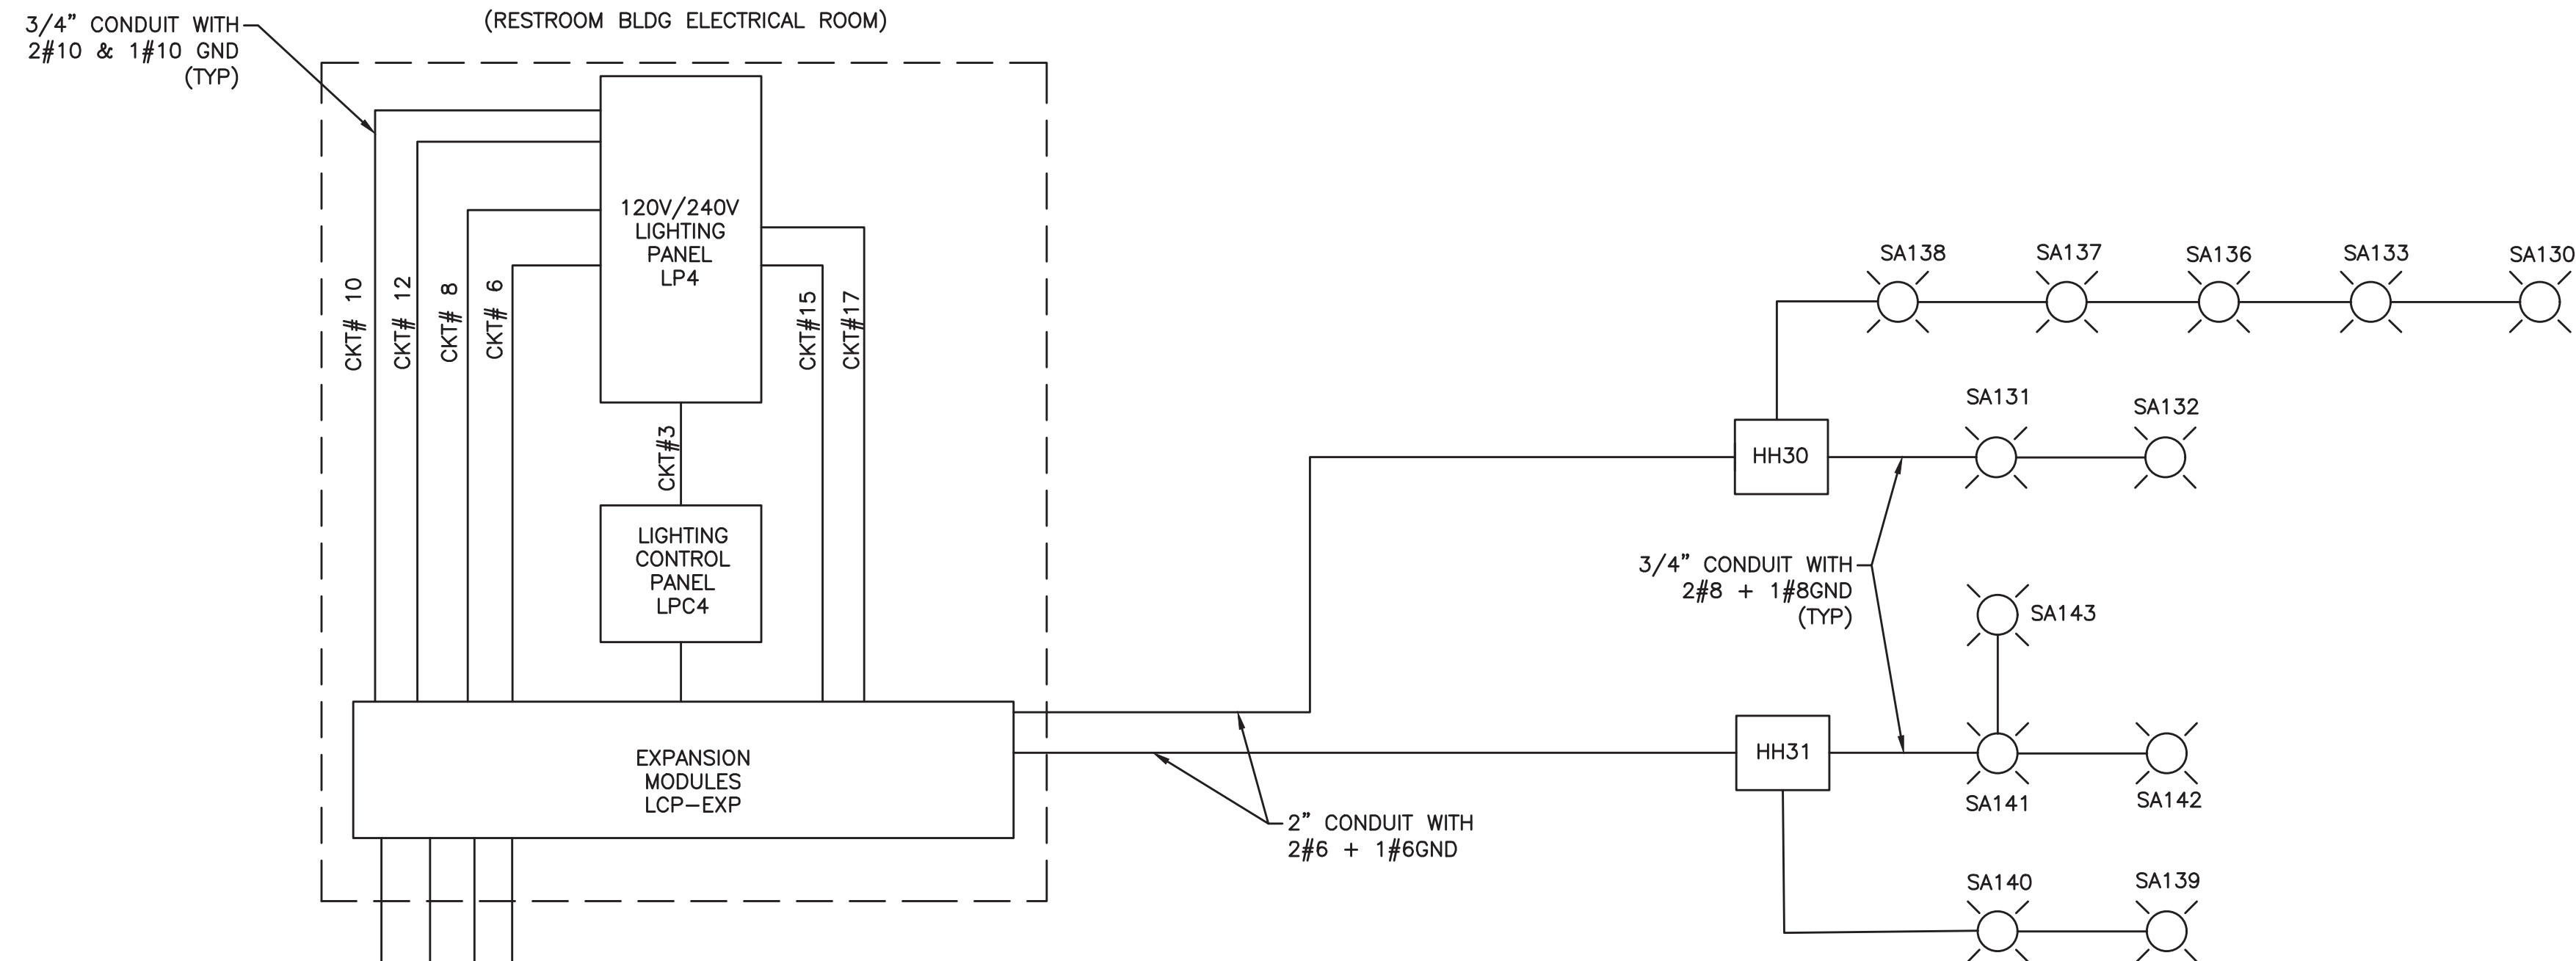 3/4" CONDUIT WITH
2#10 & 1#10 GND
(TYP)
(RESTROOM BLDG ELECTRICAL ROOM)
120V/240V
LIGHTING
PANEL
LP4
CKT# 10
CKT# 12
CKT# 8
CKT# 6
CKT#15
CKT#17
CKT#3
LIGHTING
CONTROL
PANEL
LPC4
EXPANSION
MODULES
LCP-EXP
2" CONDUIT WITH
2#6 + 1#6GND
SA138
SA137
SA136
SA133
SA130
HH30
SA131
SA132
3/4" CONDUIT WITH
2#8 + 1#8GND
(TYP)
SA143
HH31
SA141
SA142
SA140
SA139